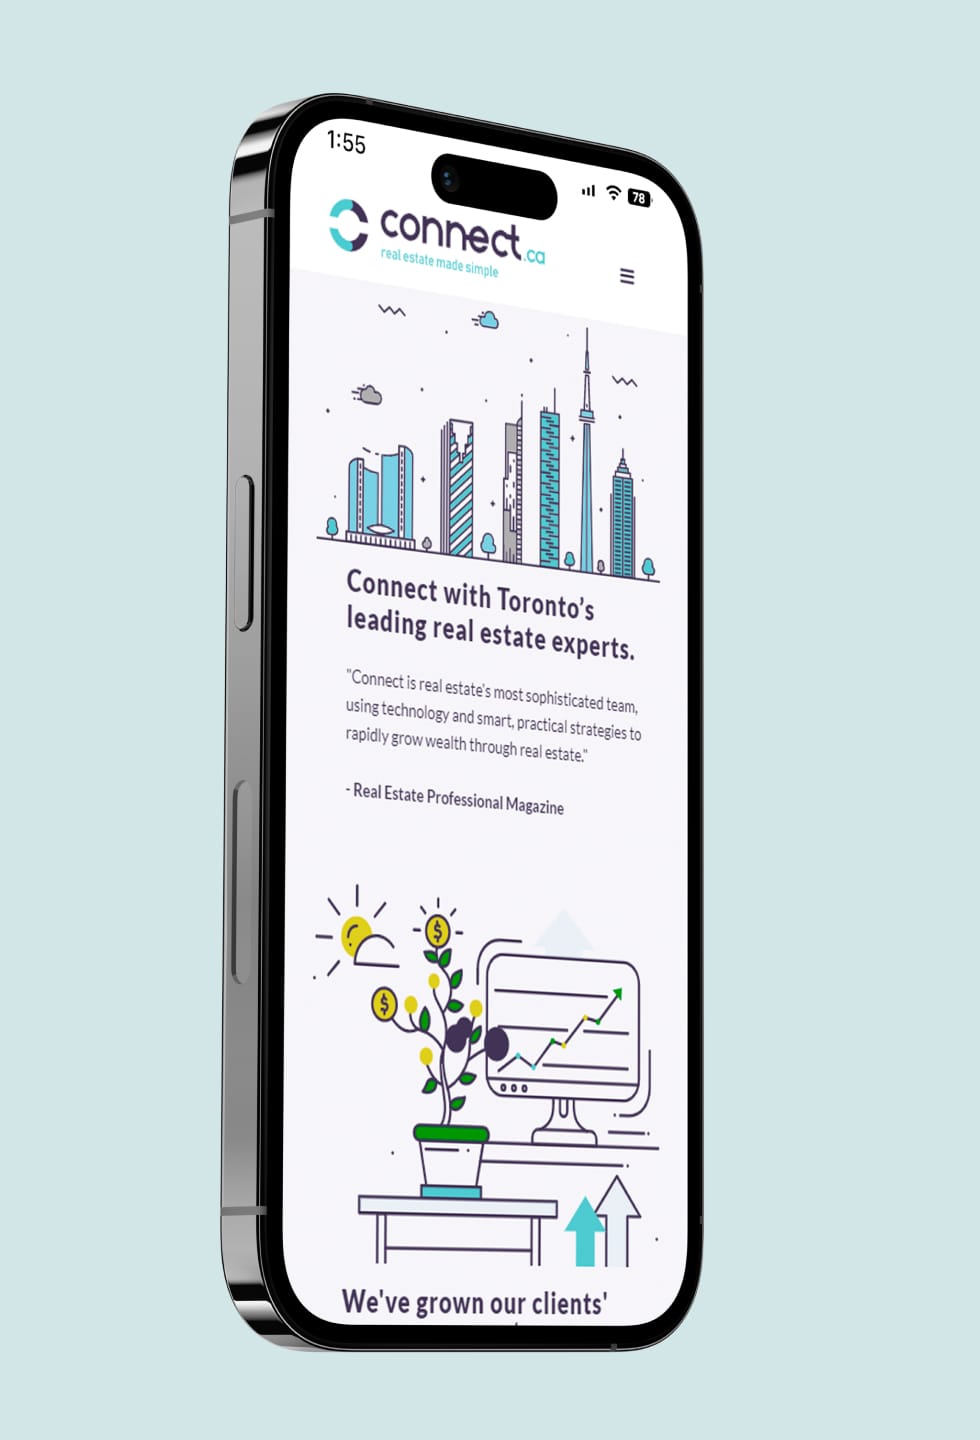 1:55
78
connect.ca
real estate made simple
Connect with Toronto’s
leading real estate experts.
"Connect is real estate's most sophisticated team,
using technology and smart, practical strategies to
rapidly grow wealth through real estate."
- Real Estate Professional Magazine
$
$
We've grown our clients'